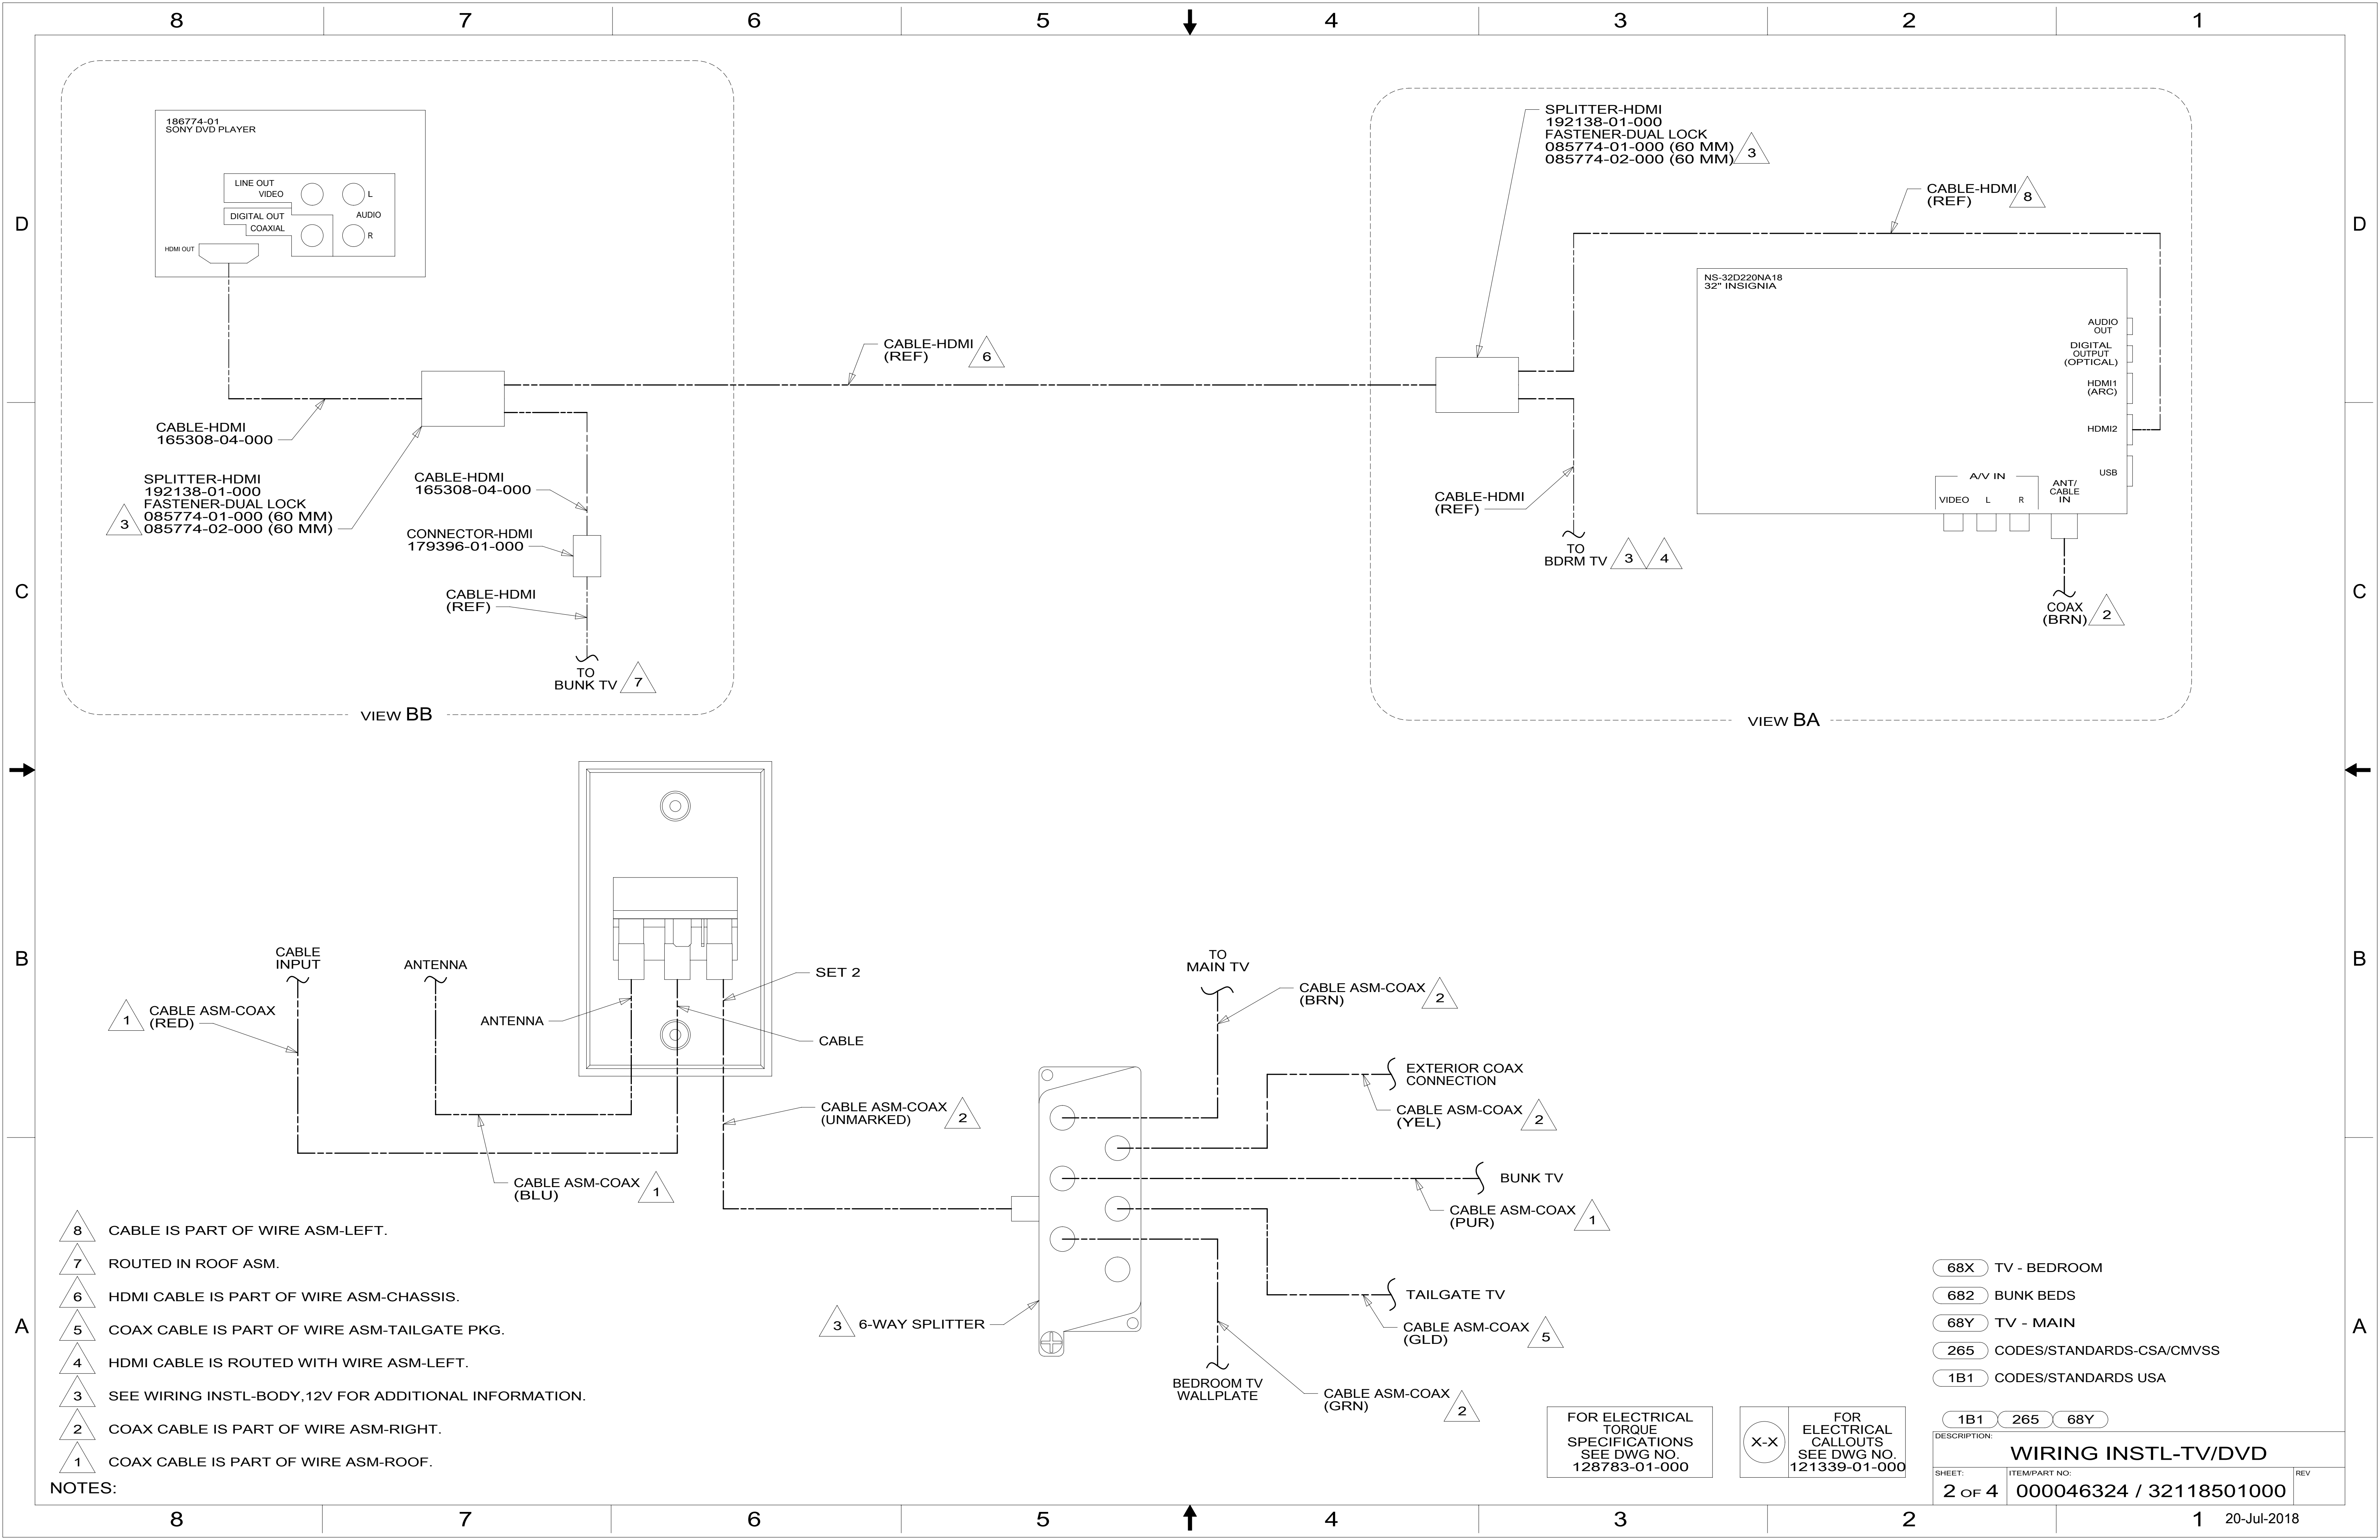 8 7 6 5 4 3 2 1
D
C
B
A
D
C
B
A
186774-01
SONY DVD PLAYER
LINE OUT
VIDEO
L
DIGITAL OUT
AUDIO
COAXIAL
R
HDMI OUT
CABLE-HDMI
165308-04-000
SPLITTER-HDMI
192138-01-000
FASTENER-DUAL LOCK
085774-01-000 (60 MM)
3 085774-02-000 (60 MM)
CABLE-HDMI
165308-04-000
CONNECTOR-HDMI
179396-01-000
CABLE-HDMI
(REF)
TO
BUNK TV 7
VIEW BB
CABLE-HDMI
(REF) 6
SPLITTER-HDMI
192138-01-000
FASTENER-DUAL LOCK
085774-01-000 (60 MM)
085774-02-000 (60 MM) 3
CABLE-HDMI
(REF) 8
NS-32D220NA18
32" INSIGNIA
AUDIO
OUT
DIGITAL
OUTPUT
(OPTICAL)
HDMI1
(ARC)
HDMI2
USB
A/V IN
VIDEO L R
ANT/
CABLE
IN
CABLE-HDMI
(REF)
TO
BDRM TV 3 4
COAX
(BRN) 2
VIEW BA
CABLE
INPUT
ANTENNA
1 CABLE ASM-COAX
(RED)
ANTENNA
SET 2
CABLE
CABLE ASM-COAX
(UNMARKED) 2
CABLE ASM-COAX
(BLU) 1
TO
MAIN TV
CABLE ASM-COAX
(BRN) 2
EXTERIOR COAX
CONNECTION
CABLE ASM-COAX
(YEL) 2
BUNK TV
CABLE ASM-COAX
(PUR) 1
TAILGATE TV
CABLE ASM-COAX
(GLD) 5
3 6-WAY SPLITTER
BEDROOM TV
WALLPLATE
CABLE ASM-COAX
(GRN) 2
8 CABLE IS PART OF WIRE ASM-LEFT.
7 ROUTED IN ROOF ASM.
6 HDMI CABLE IS PART OF WIRE ASM-CHASSIS.
5 COAX CABLE IS PART OF WIRE ASM-TAILGATE PKG.
4 HDMI CABLE IS ROUTED WITH WIRE ASM-LEFT.
3 SEE WIRING INSTL-BODY,12V FOR ADDITIONAL INFORMATION.
2 COAX CABLE IS PART OF WIRE ASM-RIGHT.
1 COAX CABLE IS PART OF WIRE ASM-ROOF.
NOTES:
68X TV - BEDROOM
682 BUNK BEDS
68Y TV - MAIN
265 CODES/STANDARDS-CSA/CMVSS
1B1 CODES/STANDARDS USA
FOR ELECTRICAL
TORQUE
SPECIFICATIONS
SEE DWG NO.
128783-01-000
X-X
FOR
ELECTRICAL
CALLOUTS
SEE DWG NO.
121339-01-000
1B1 265 68Y
DESCRIPTION:
WIRING INSTL-TV/DVD
SHEET: ITEM/PART NO: REV
2 OF 4 000046324 / 32118501000
8 7 6 5 4 3 2 1
20-Jul-2018